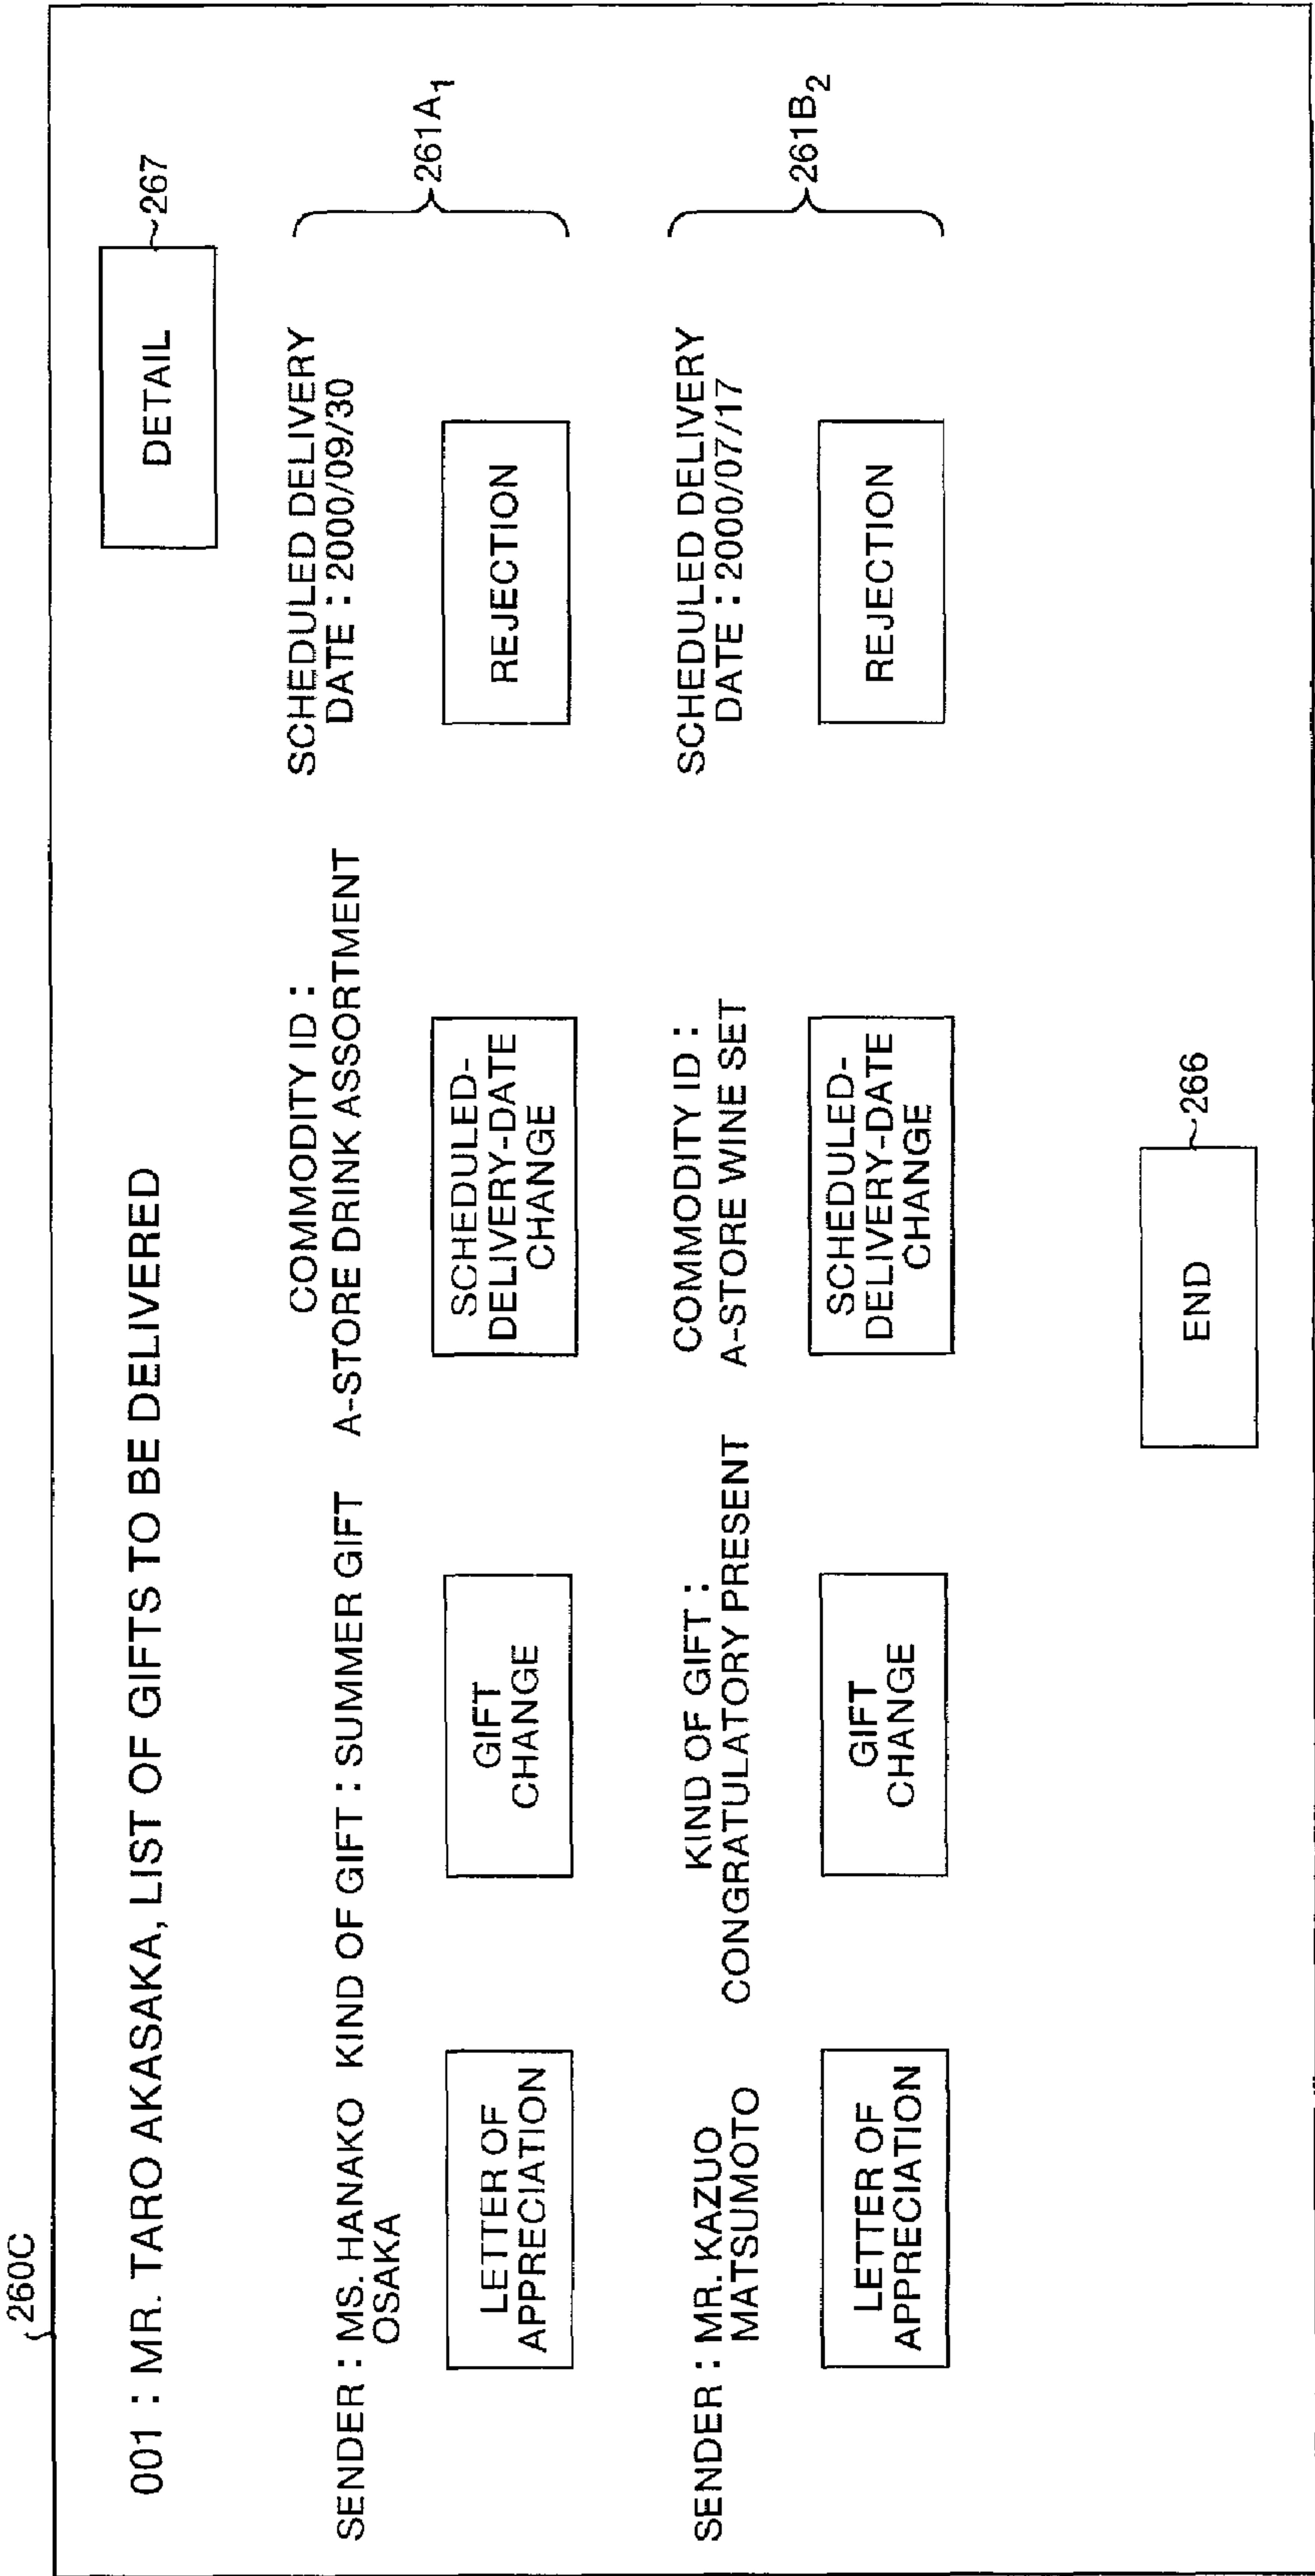 260C
001 : MR. TARO AKASAKA, LIST OF GIFTS TO BE DELIVERED
DETAIL
267
SENDER : MS. HANAKO
OSAKA
KIND OF GIFT : SUMMER GIFT
COMMODITY ID :
A-STORE DRINK ASSORTMENT
SCHEDULED DELIVERY
DATE : 2000/09/30
LETTER OF
APPRECIATION
GIFT
CHANGE
SCHEDULED-
DELIVERY-DATE
CHANGE
REJECTION
261A1
SENDER : MR. KAZUO
MATSUMOTO
KIND OF GIFT :
CONGRATULATORY PRESENT
COMMODITY ID :
A-STORE WINE SET
SCHEDULED DELIVERY
DATE : 2000/07/17
LETTER OF
APPRECIATION
GIFT
CHANGE
SCHEDULED-
DELIVERY-DATE
CHANGE
REJECTION
261B2
END
266